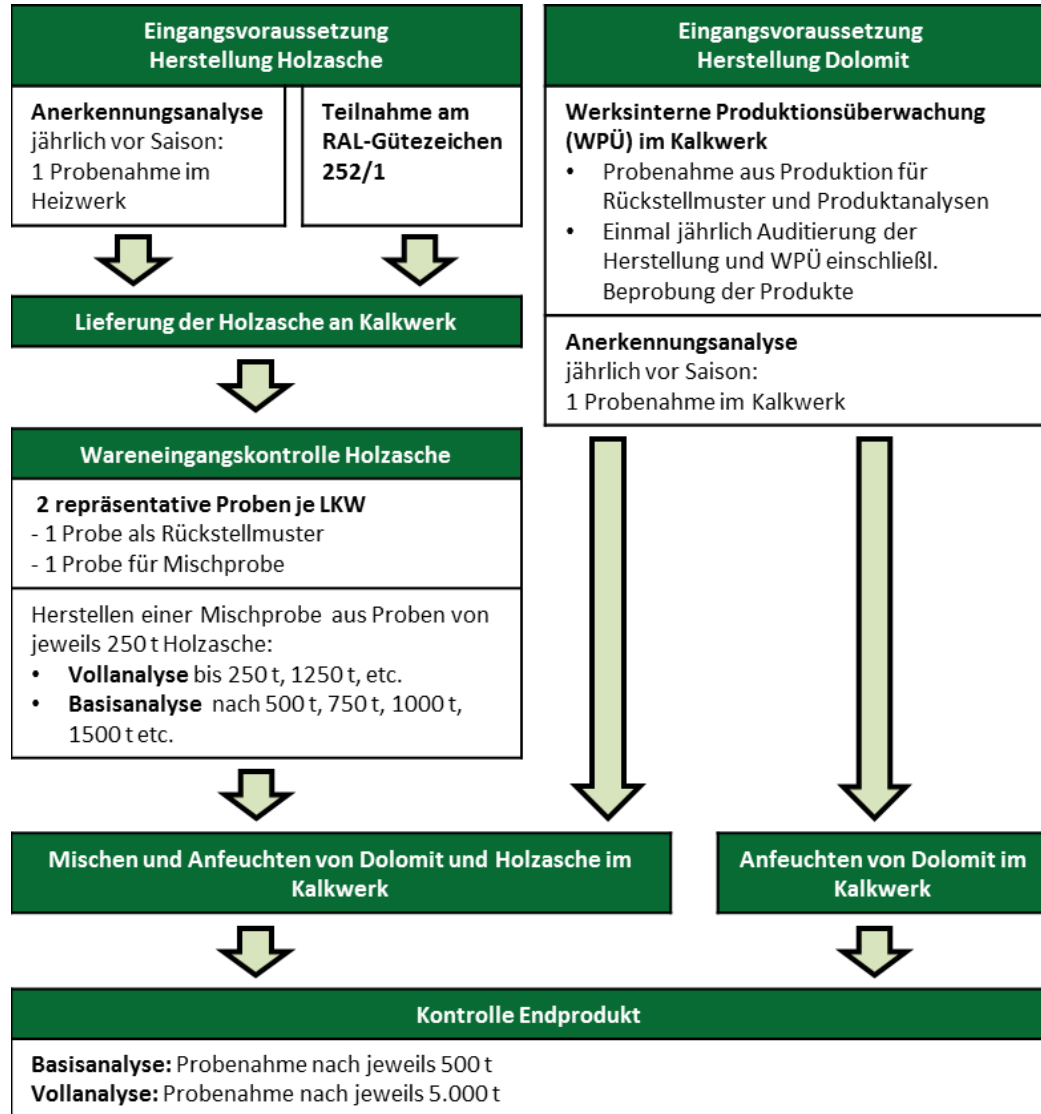 Eingangsvoraussetzung
Herstellung Holzasche
Anerkennungsanalyse
jährlich vor Saison:
1 Probenahme im
Heizwerk
Teilnahme am
RAL-Gütezeichen
252/1
Lieferung der Holzasche an Kalkwerk
Wareneingangskontrolle Holzasche
2 repräsentative Proben je LKW
- 1 Probe als Rückstellmuster
- 1 Probe für Mischprobe
Herstellen einer Mischprobe aus Proben von
jeweils 250 t Holzasche:
• Vollanalyse bis 250 t, 1250 t, etc.
• Basisanalyse nach 500 t, 750 t, 1000 t,
1500 t etc.
Eingangsvoraussetzung
Herstellung Dolomit
Werksinterne Produktionsüberwachung
(WPÜ) im Kalkwerk
• Probenahme aus Produktion für
Rückstellmuster und Produktanalysen
• Einmal jährlich Auditierung der
Herstellung und WPÜ einschließl.
Beprobung der Produkte
Anerkennungsanalyse
jährlich vor Saison:
1 Probenahme im Kalkwerk
Mischen und Anfeuchten von Dolomit und Holzasche im
Kalkwerk
Anfeuchten von Dolomit im
Kalkwerk
Kontrolle Endprodukt
Basisanalyse: Probenahme nach jeweils 500 t
Vollanalyse: Probenahme nach jeweils 5.000 t